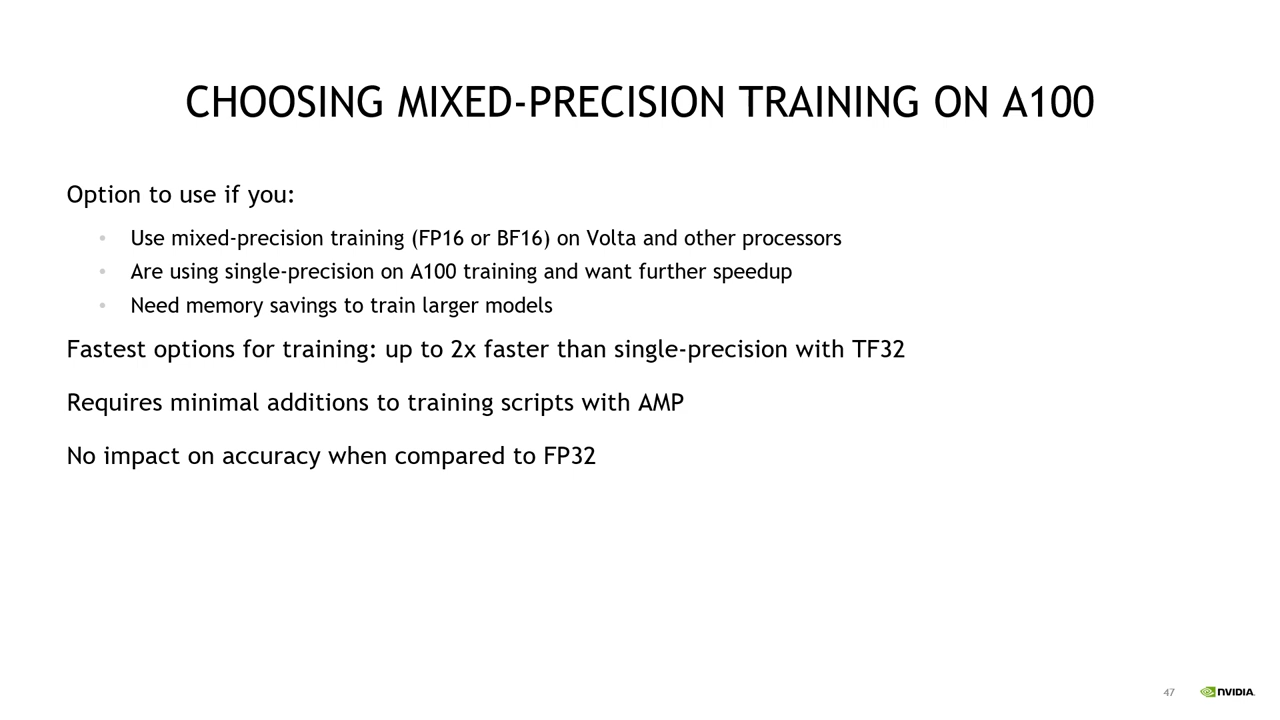 CHOOSING MIXED-PRECISION TRAINING ON A100
Option to use if you:
• Use mixed-precision training (FP16 or BF16) on Volta and other processors
• Are using single-precision on A100 training and want further speedup
• Need memory savings to train larger models
Fastest options for training: up to 2x faster than single-precision with TF32
Requires minimal additions to training scripts with AMP
No impact on accuracy when compared to FP32
47 NVIDIA.